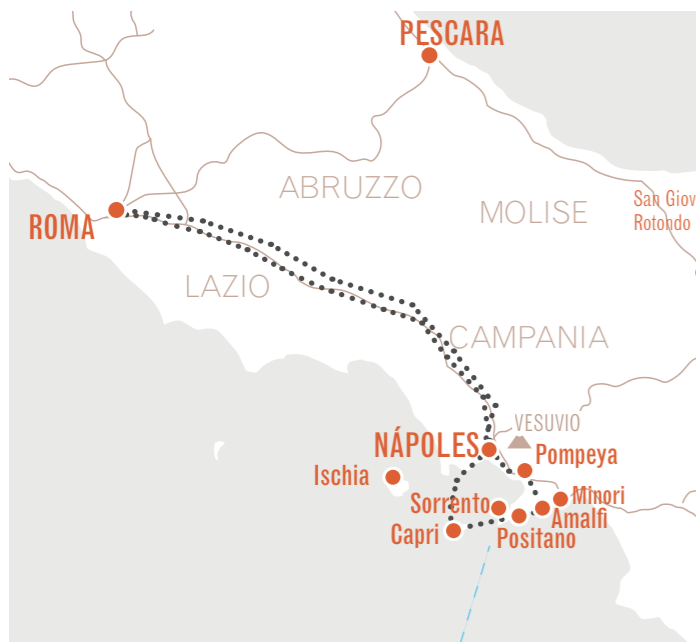 PESCARA
ABRUZZO
MOLISE
San Giov
Rotondo
ROMA
LAZIO
CAMPANIA
VESUVIO
NÁPOLES
Pompeya
Ischia
Minori
Sorrento
Amalfi
Capri
Positano